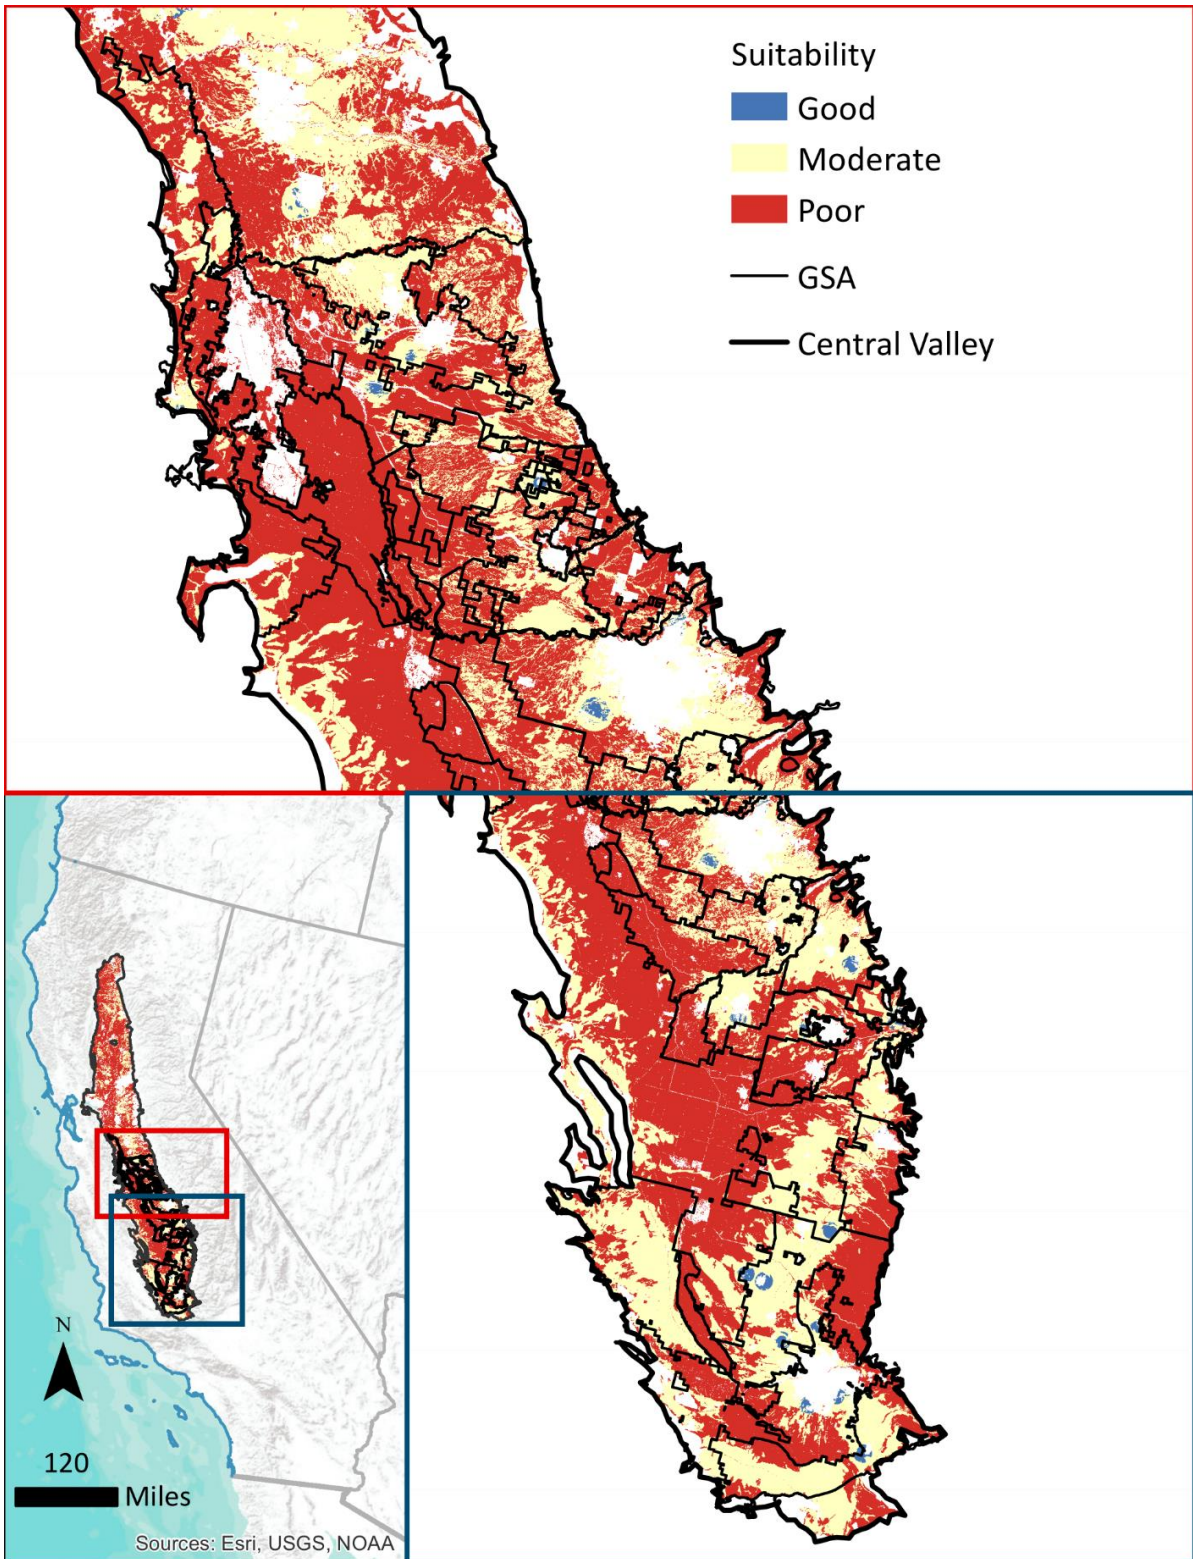 Suitability
Good
Moderate
Poor
GSA
Central Valley
N
120
Miles
Sources: Esri, USGS, NOAA